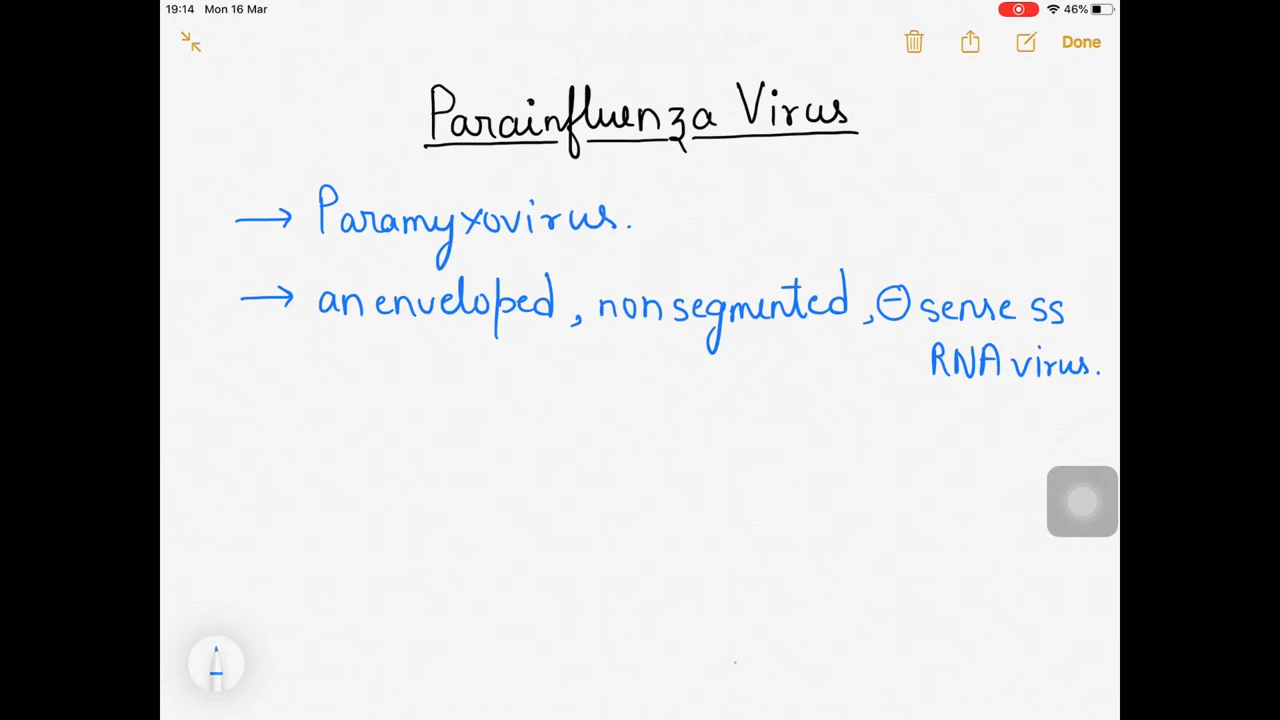 19:14 Mon 16 Mar 46%
Done
Parainfluenza Virus
→ Paramyxovirus.
→ an enveloped, nonsegmented, ⊖ sense ss
RNA virus.